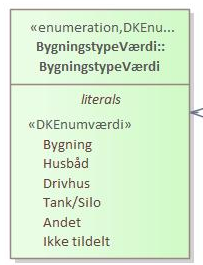 «enumeration,DKEnu...
BygningstypeVærdi::
BygningstypeVærdi
literals
«DKEnumværdi»
Bygning
Husbåd
Drivhus
Tank/Silo
Andet
Ikke tildelt